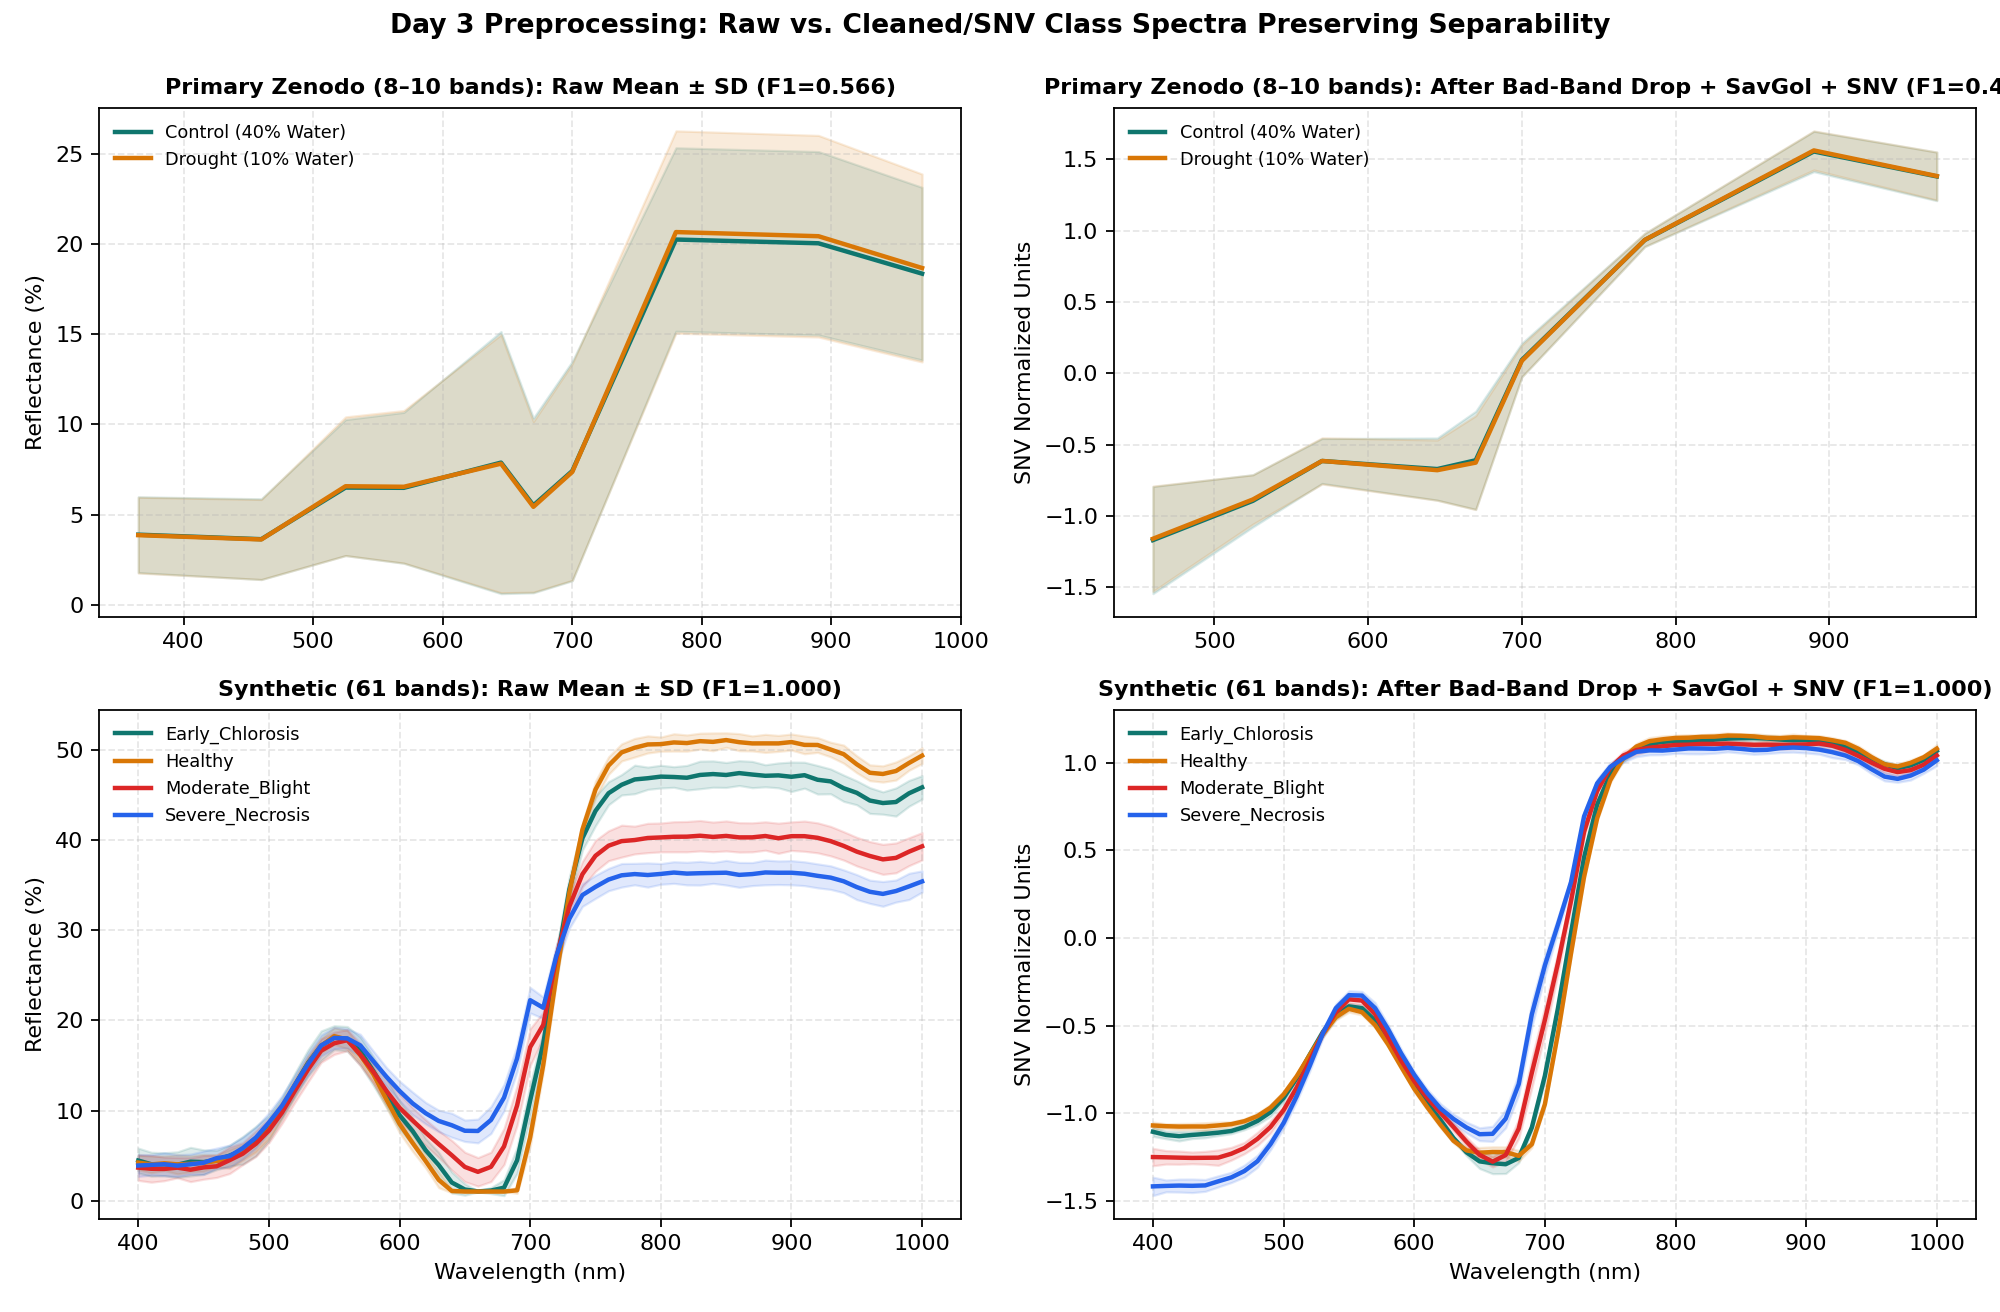 Day 3 Preprocessing: Raw vs. Cleaned/SNV Class Spectra Preserving Separability
Primary Zenodo (8–10 bands): Raw Mean ± SD (F1=0.566)
Control (40% Water)
Drought (10% Water)
Reflectance (%)
25
20
15
10
5
0
400 500 600 700 800 900 1000
Primary Zenodo (8–10 bands): After Bad-Band Drop + SavGol + SNV (F1=0.4
Control (40% Water)
Drought (10% Water)
SNV Normalized Units
1.5
1.0
0.5
0.0
−0.5
−1.0
−1.5
500 600 700 800 900
Synthetic (61 bands): Raw Mean ± SD (F1=1.000)
Early_Chlorosis
Healthy
Moderate_Blight
Severe_Necrosis
Reflectance (%)
50
40
30
20
10
0
400 500 600 700 800 900 1000
Wavelength (nm)
Synthetic (61 bands): After Bad-Band Drop + SavGol + SNV (F1=1.000)
Early_Chlorosis
Healthy
Moderate_Blight
Severe_Necrosis
SNV Normalized Units
1.0
0.5
0.0
−0.5
−1.0
−1.5
400 500 600 700 800 900 1000
Wavelength (nm)